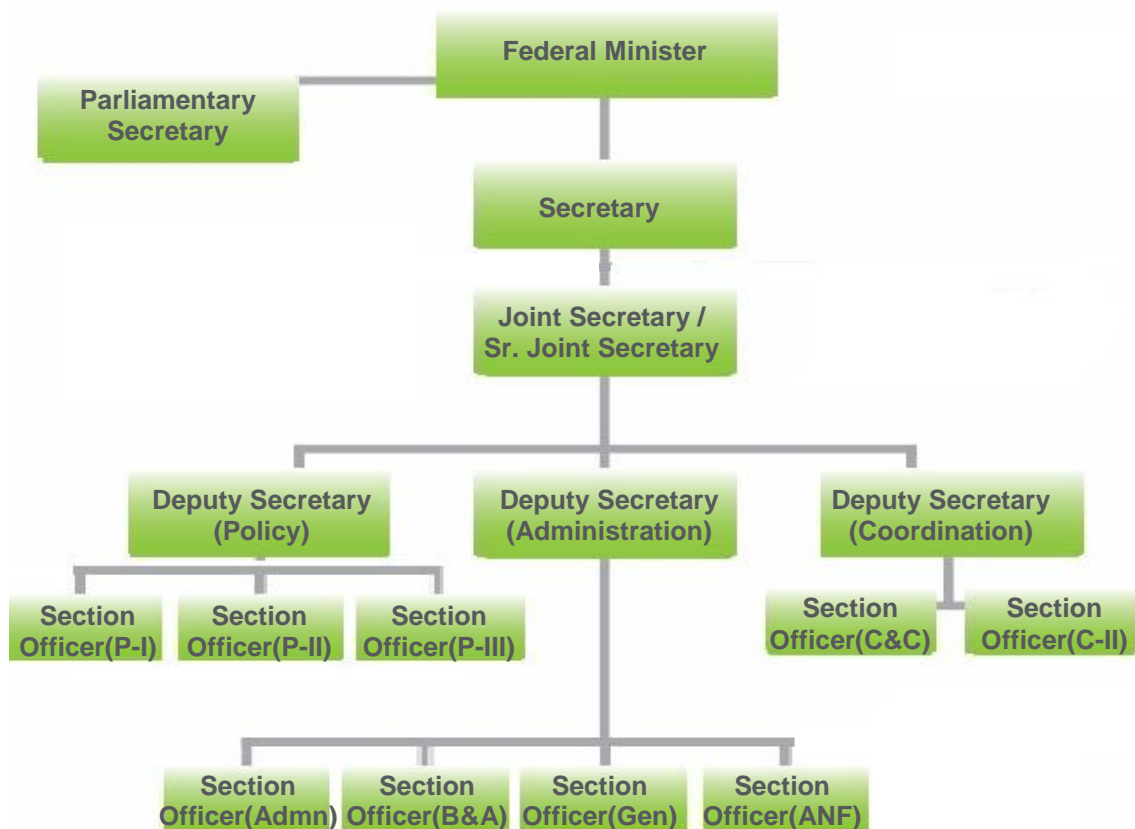 Federal Minister
Parliamentary
Secretary
Secretary
Joint Secretary /
Sr. Joint Secretary
Deputy Secretary
(Policy)
Deputy Secretary
(Administration)
Deputy Secretary
(Coordination)
Section
Officer(P-I)
Section
Officer(P-II)
Section
Officer(P-III)
Section
Officer(C&C)
Section
Officer(C-II)
Section
Officer(Admn)
Section
Officer(B&A)
Section
Officer(Gen)
Section
Officer(ANF)